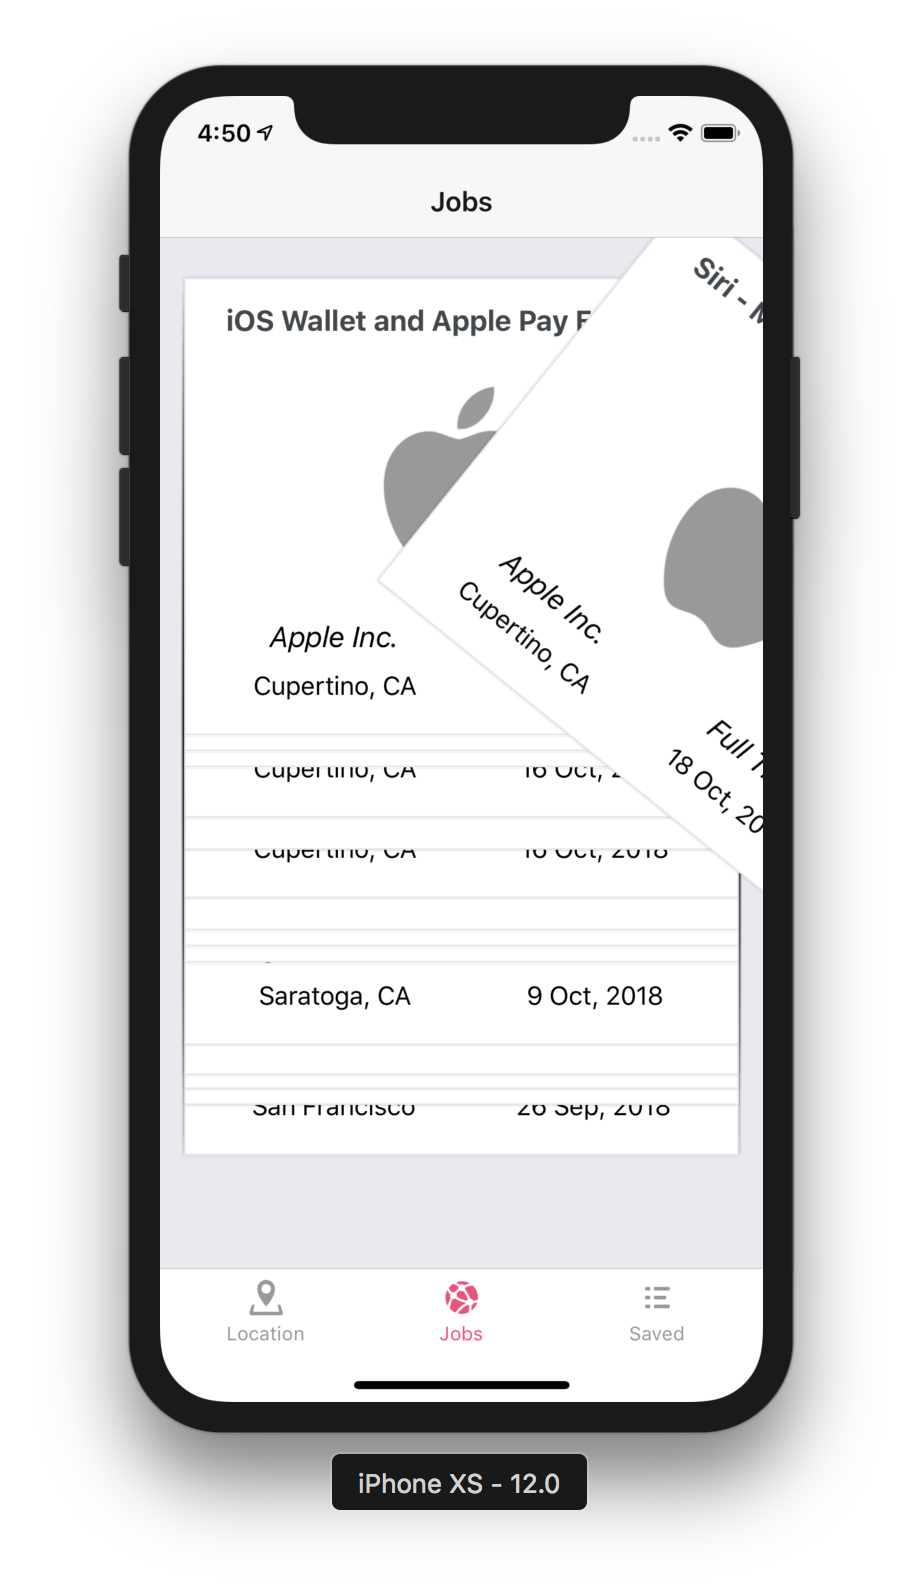 4:50
Jobs
iOS Wallet and Apple Pay
Siri -
Apple Inc.
Cupertino, CA
Full
18 Oct, 20
Apple Inc.
Cupertino, CA
Cupertino, CA 16 Oct, 2
Cupertino, CA 16 Oct, 2018
Saratoga, CA 9 Oct, 2018
San Francisco 26 Sep, 2018
Location Jobs Saved
iPhone XS - 12.0